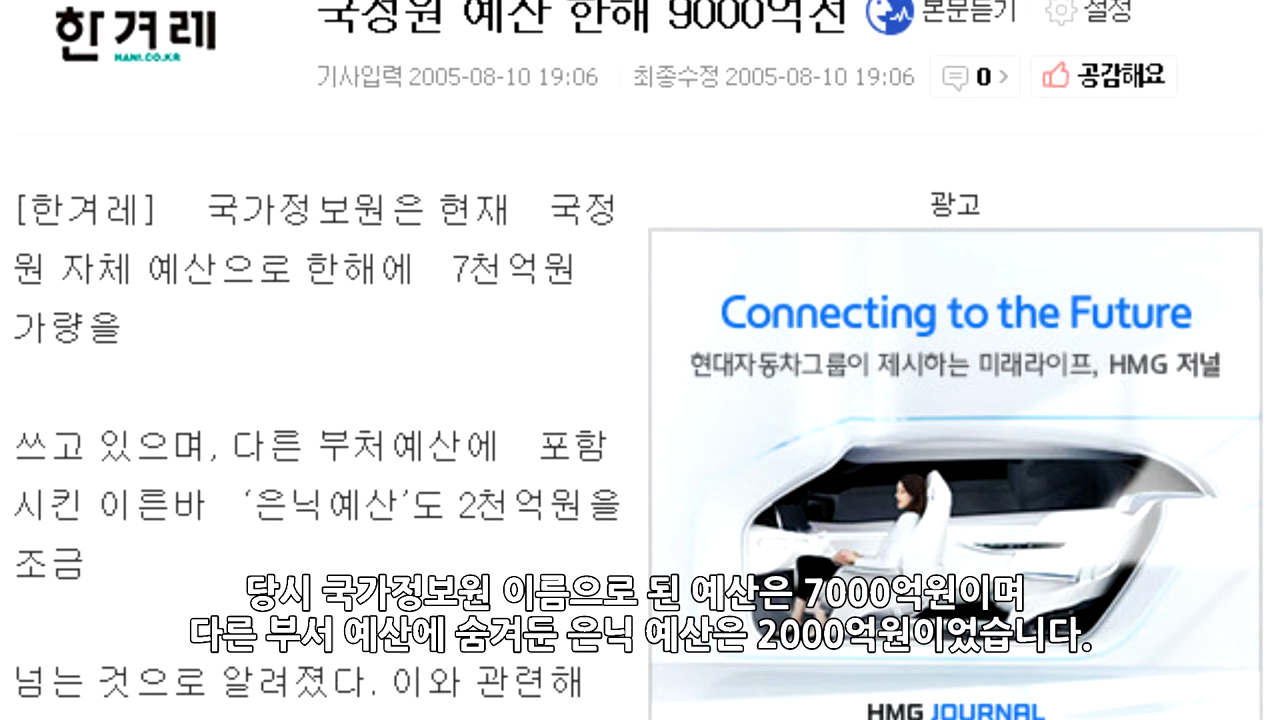 한겨레
HANI.CO.KR
국정원 예산 한해 9000억선
본문듣기
설정
기사입력 2005-08-10 19:06
최종수정 2005-08-10 19:06
0
공감해요
[한겨레] 국가정보원은 현재 국정
원 자체 예산으로 한해에 7천억원
가량을
쓰고 있으며, 다른 부처예산에 포함
시킨 이른바 ‘은닉예산’도 2천억원을
조금
넘는 것으로 알려졌다. 이와 관련해
광고
Connecting to the Future
현대자동차그룹이 제시하는 미래라이프, HMG 저널
HMG JOURNAL
당시 국가정보원 이름으로 된 예산은 7000억원이며
다른 부서 예산에 숨겨둔 은닉 예산은 2000억원이었습니다.